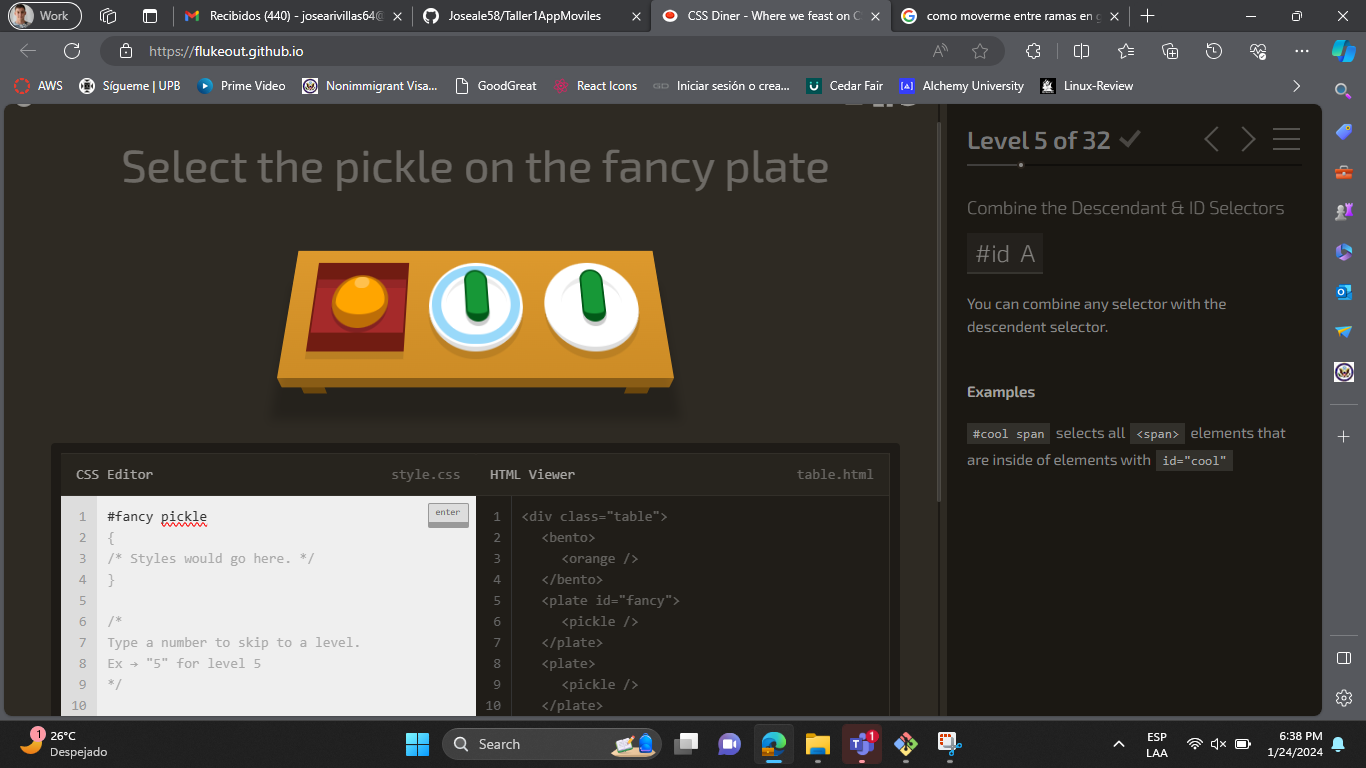 Work
Recibidos (440) - josearivillas64@
Joseale58/Taller1AppMoviles
CSS Diner - Where we feast on C
como moverme entre ramas en g
https://flukeout.github.io
AWS
Sígueme | UPB
Prime Video
Nonimmigrant Visa...
GoodGreat
React Icons
Iniciar sesión o crea...
Cedar Fair
Alchemy University
Linux-Review
Select the pickle on the fancy plate
CSS Editor
style.css
HTML Viewer
table.html
enter
1 #fancy pickle
2 {
3 /* Styles would go here. */
4 }
5
6 /*
7 Type a number to skip to a level.
8 Ex → "5" for level 5
9 */
10
1 <div class="table">
2 <bento>
3 <orange />
4 </bento>
5 <plate id="fancy">
6 <pickle />
7 </plate>
8 <plate>
9 <pickle />
10 </plate>
Level 5 of 32
Combine the Descendant & ID Selectors
#id A
You can combine any selector with the
descendent selector.
Examples
#cool span selects all <span> elements that
are inside of elements with id="cool"
1
26°C
Despejado
Search
1
ESP
LAA
6:38 PM
1/24/2024